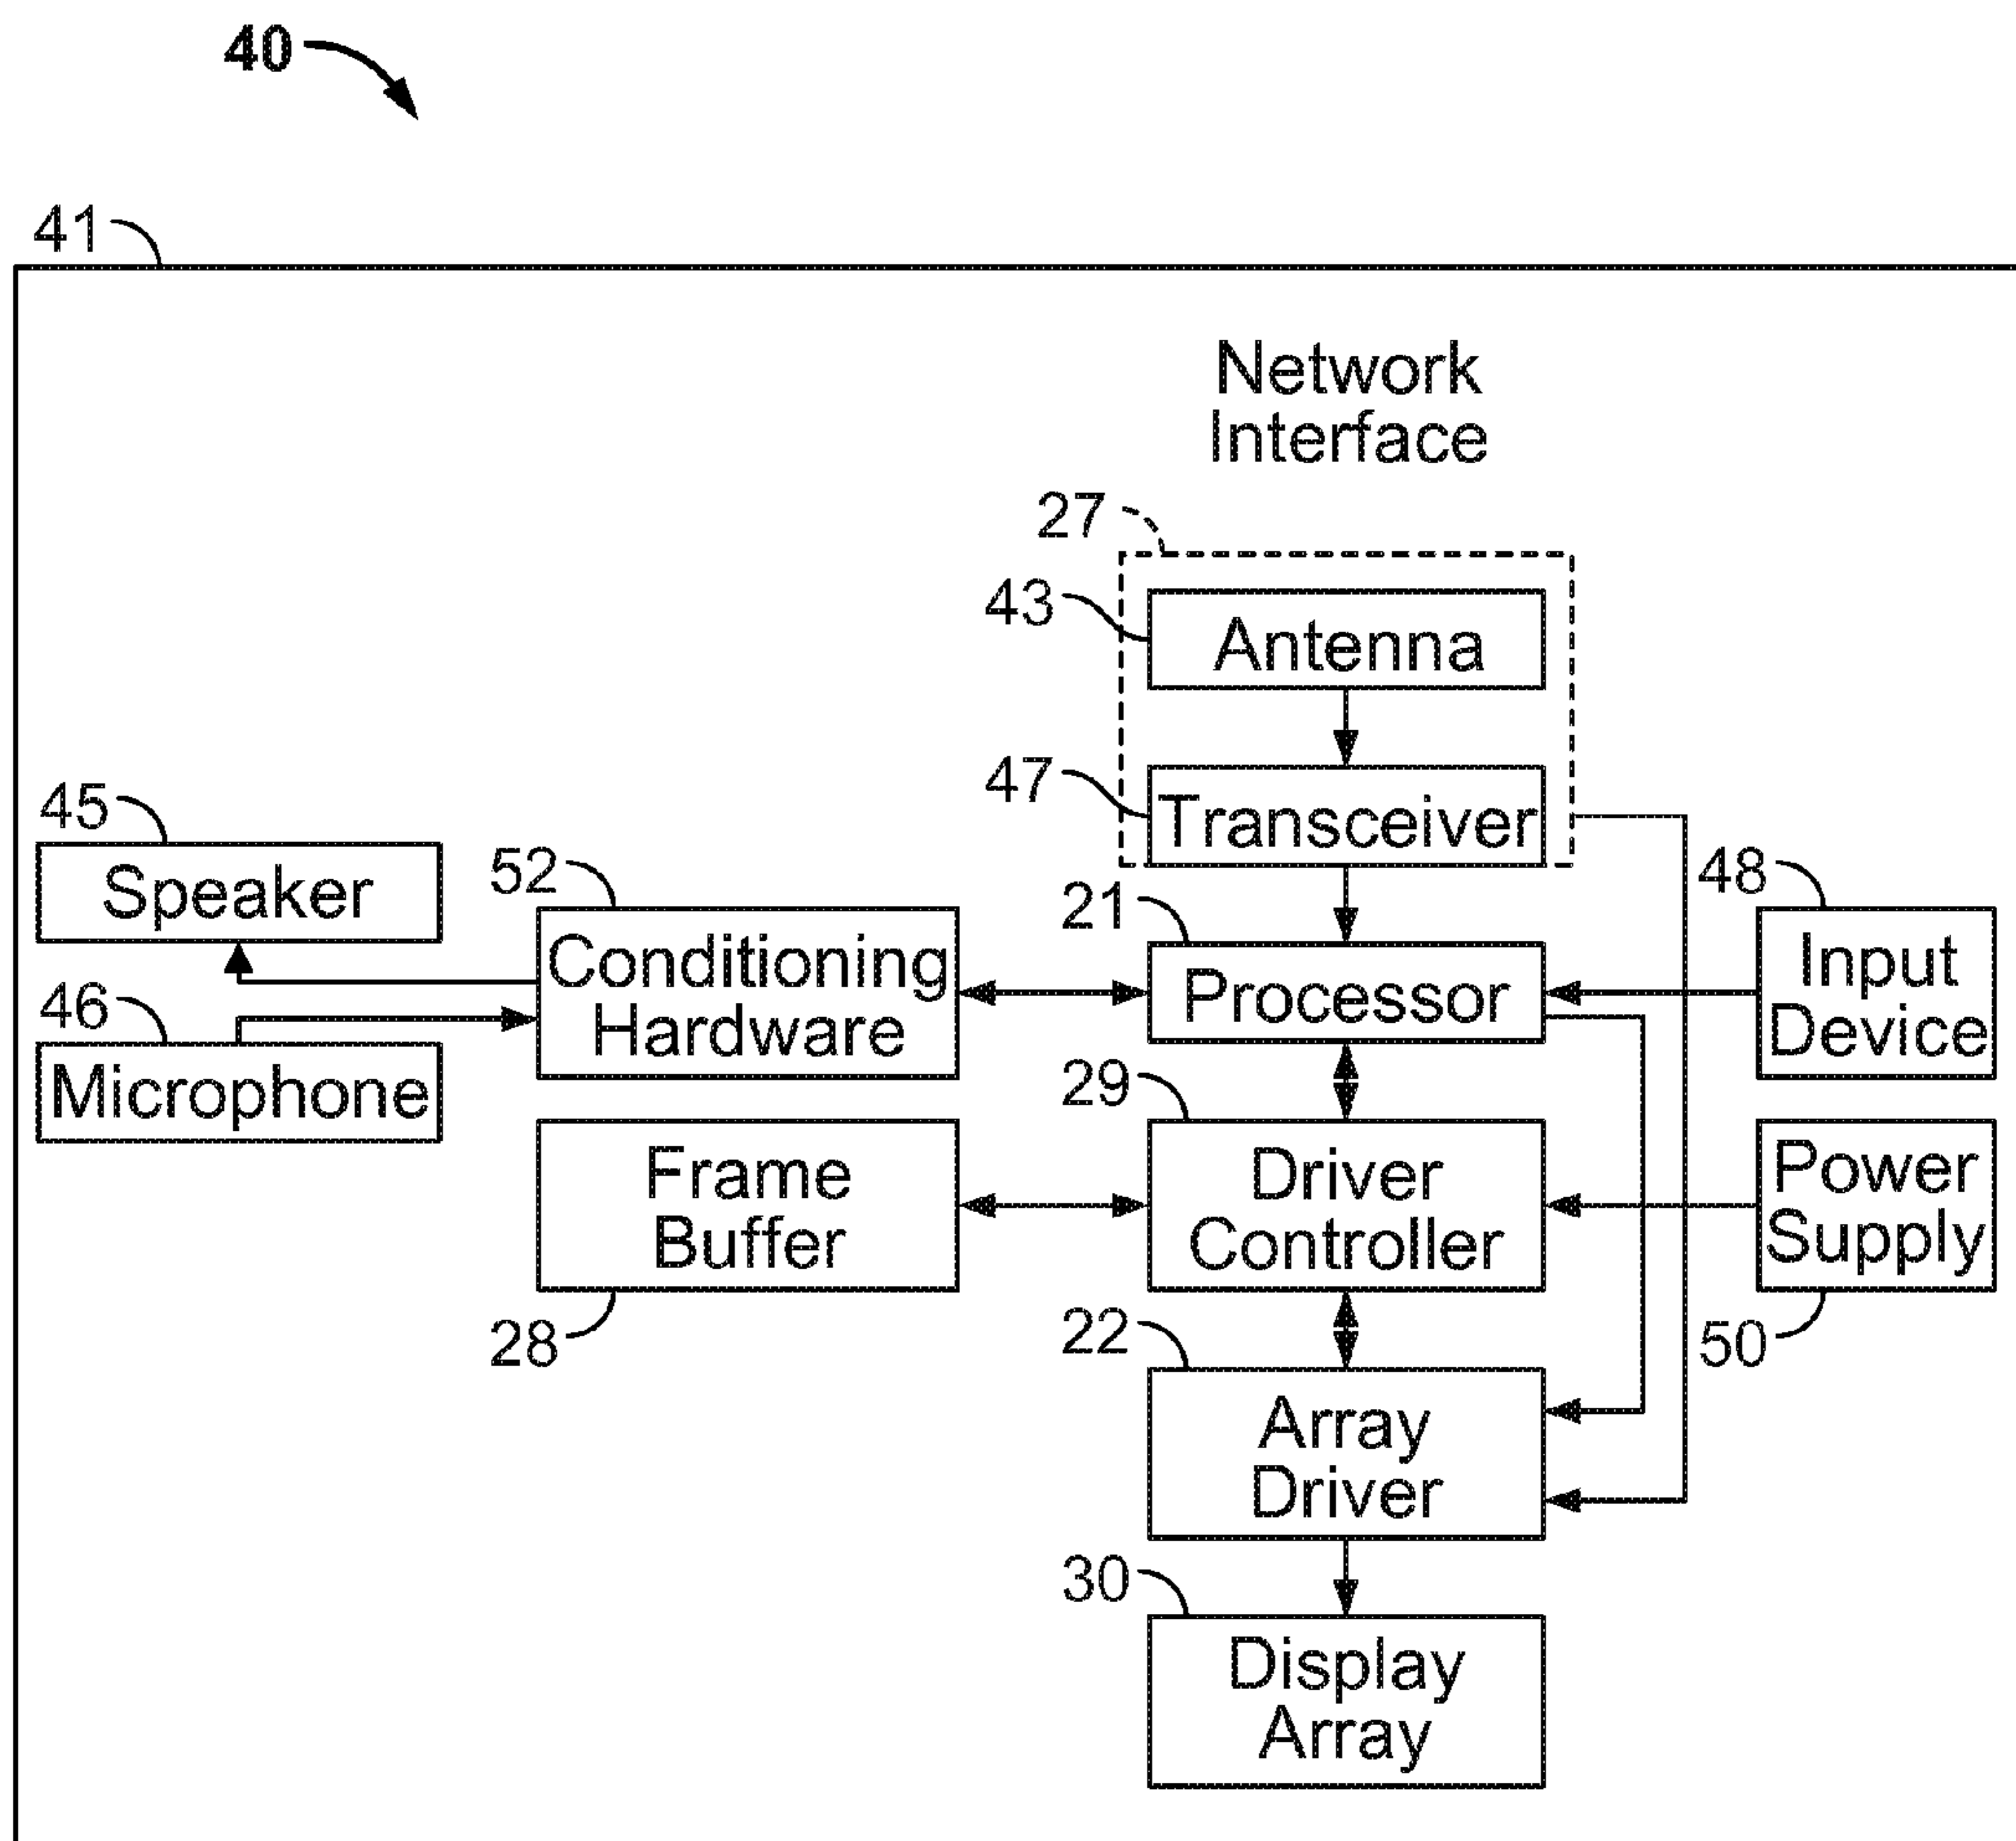 40
41
Network
Interface
27
43
Antenna
47
Transceiver
45
Speaker
52
Conditioning
Hardware
21
Processor
48
Input
Device
46
Microphone
29
Driver
Controller
Frame
Buffer
28
Power
Supply
50
22
Array
Driver
30
Display
Array